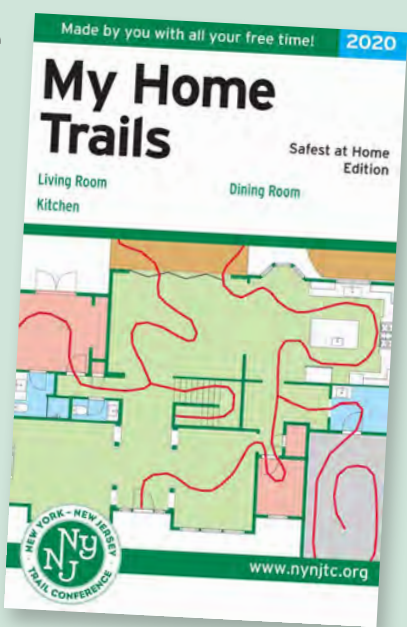 Made by you with all your free time!
2020
My Home
Trails
Safest at Home
Edition
Living Room
Dining Room
Kitchen
NEW YORK – NEW JERSEY
NY
NJ
TRAIL CONFERENCE
www.nynjtc.org